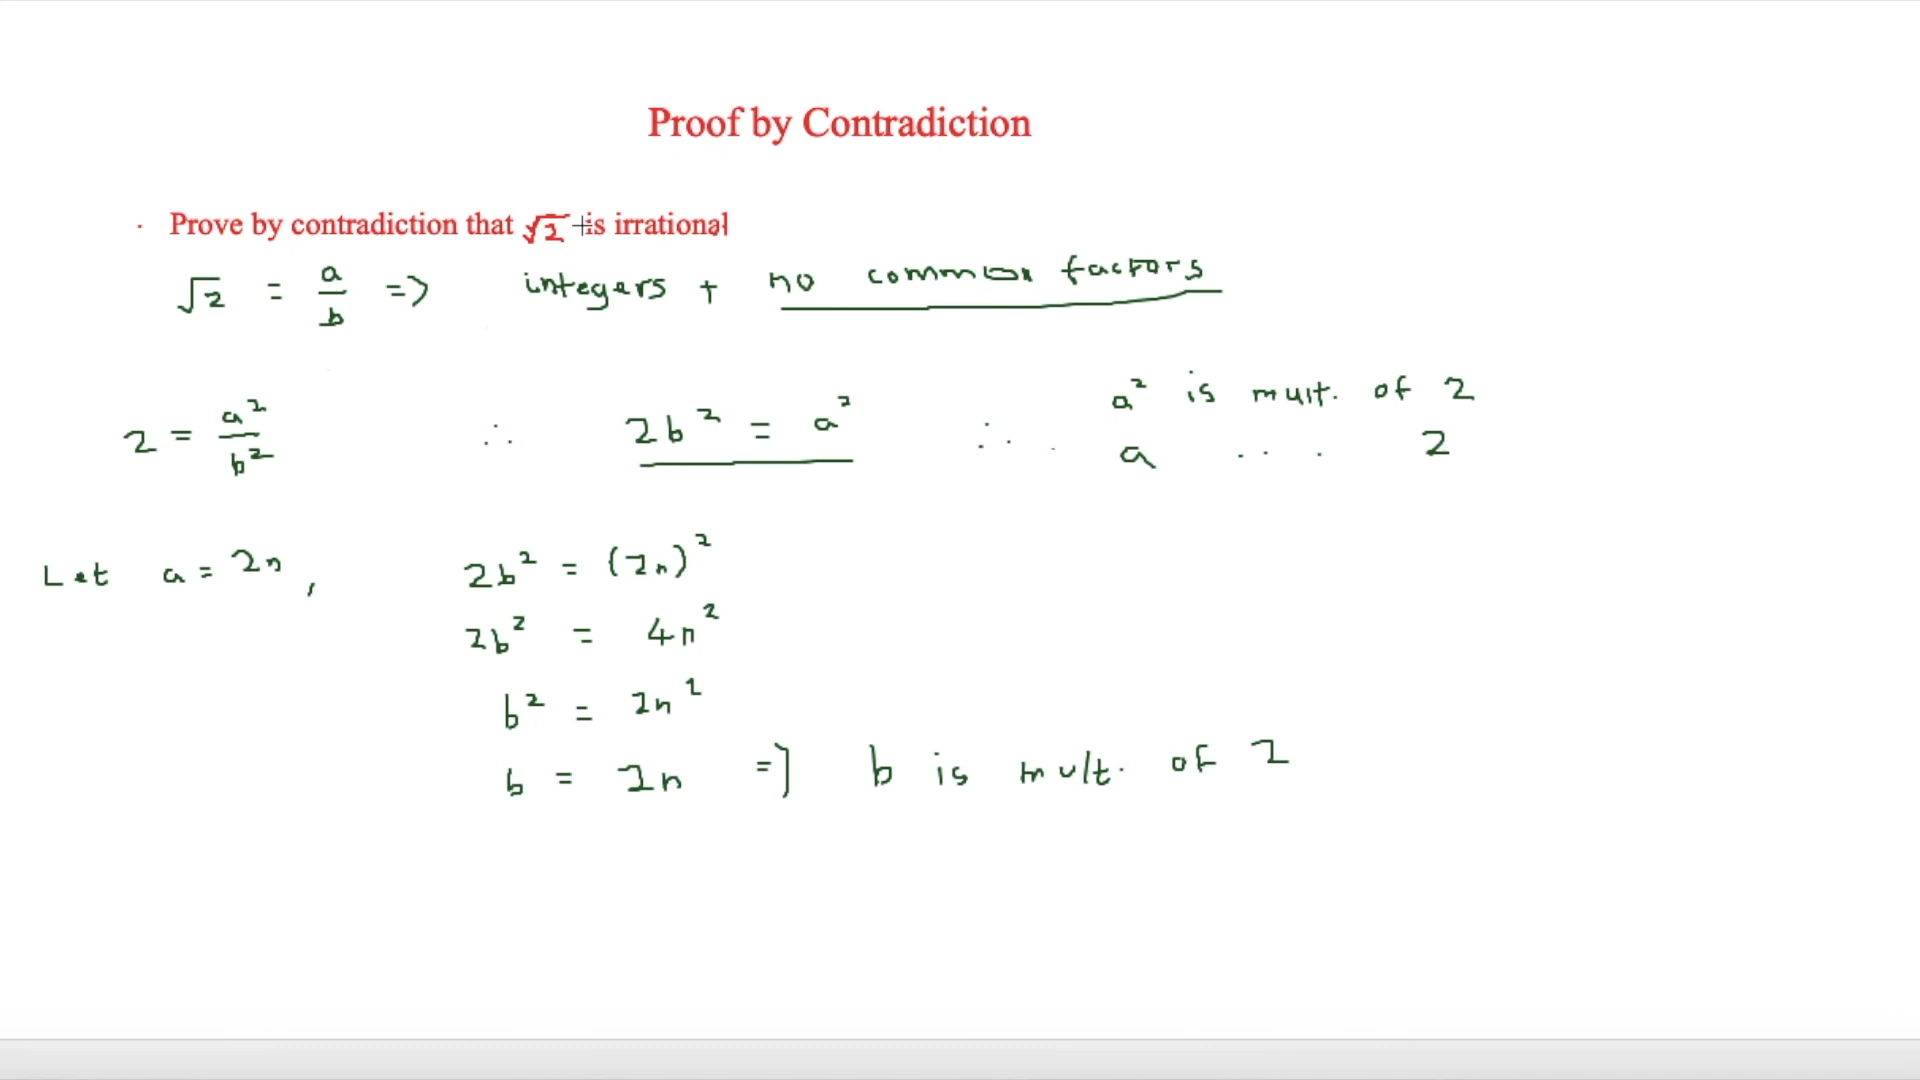 Proof by Contradiction
· Prove by contradiction that √2 is irrational
√2 = a/b => integers + no common factors
2 = a²/b² ∴ 2b² = a² ∴ a² is mult. of 2
a .. . 2
Let a = 2n, 2b² = (2n)²
2b² = 4n²
b² = 2n²
b = 2n => b is mult. of 2